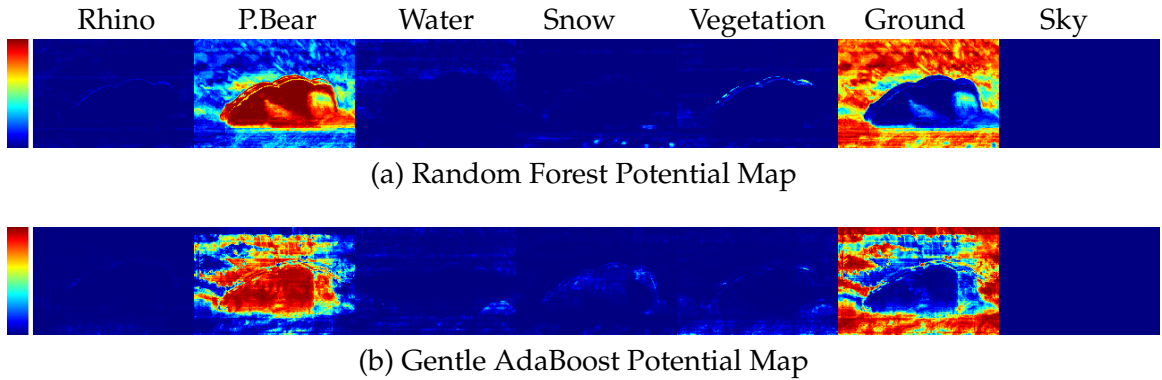 Rhino P.Bear Water Snow Vegetation Ground Sky
(a) Random Forest Potential Map
(b) Gentle AdaBoost Potential Map